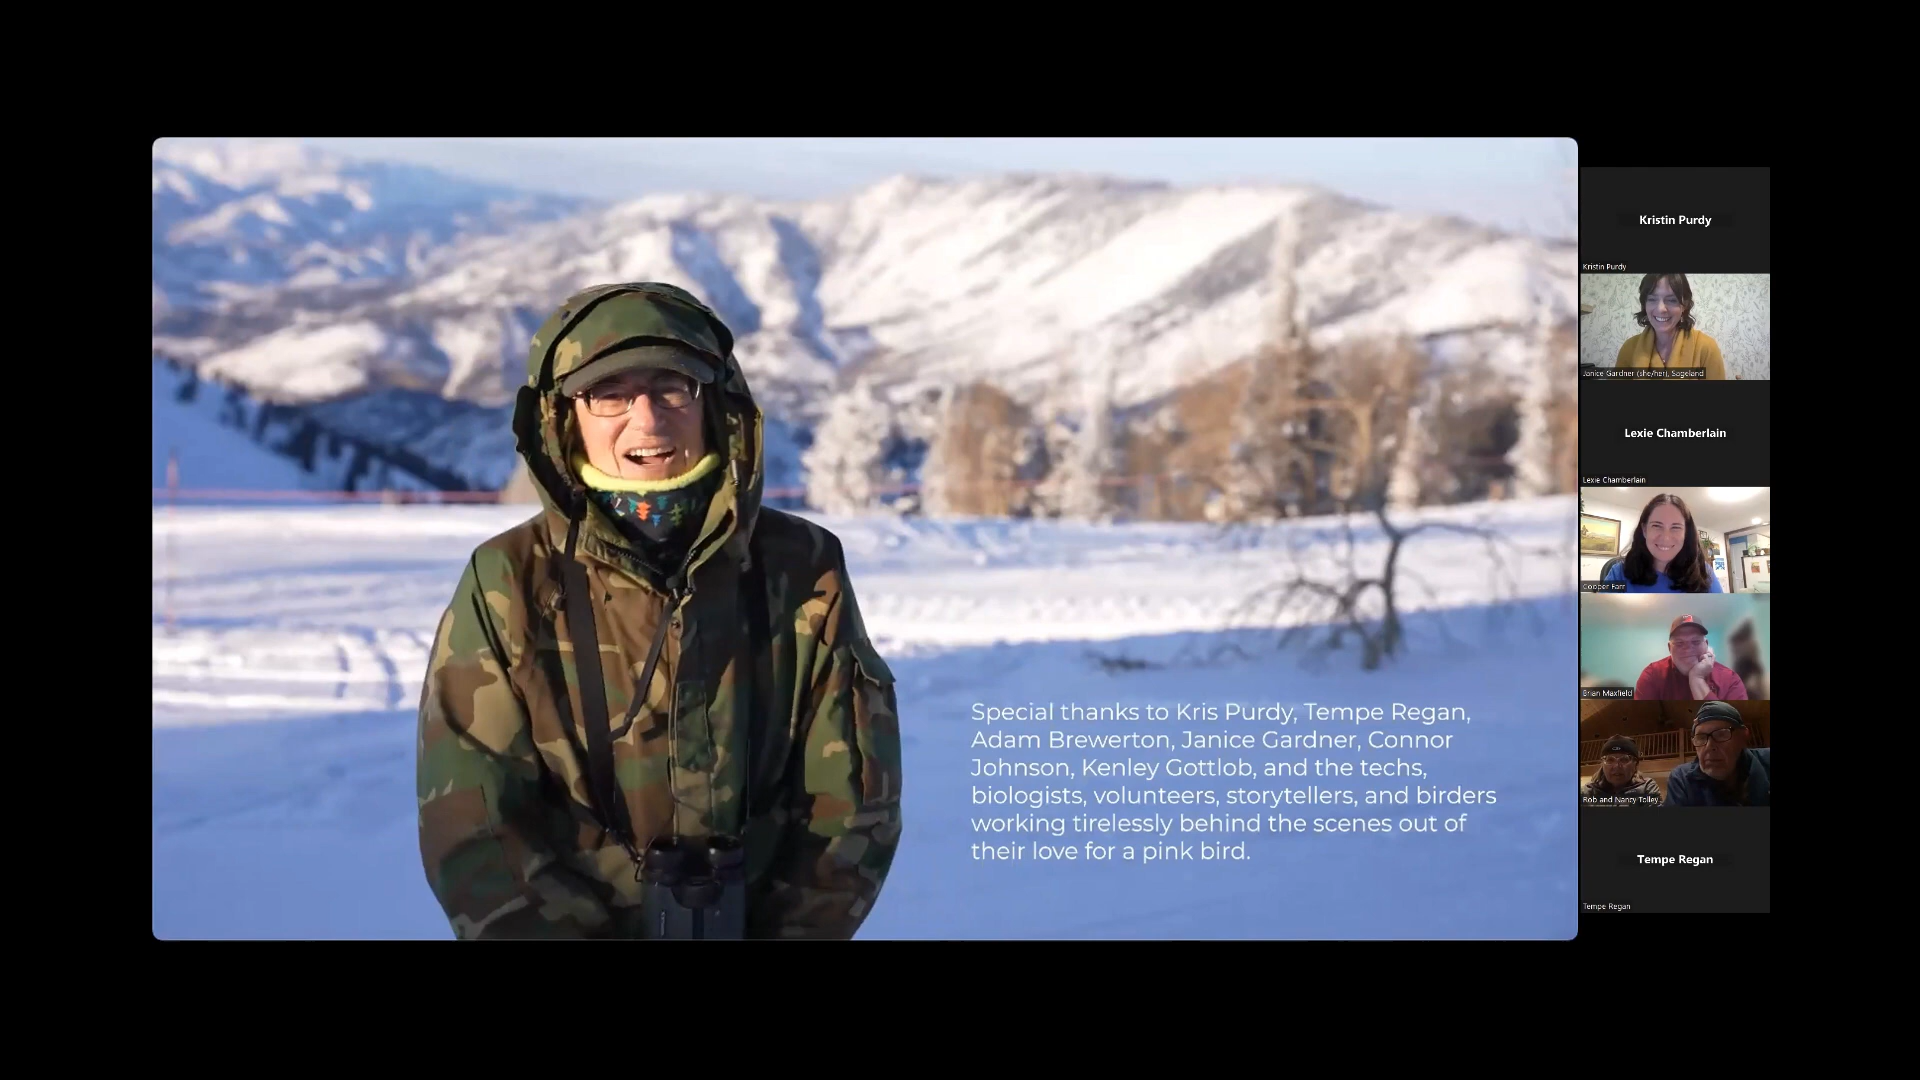 Special thanks to Kris Purdy, Tempe Regan,
Adam Brewerton, Janice Gardner, Connor
Johnson, Kenley Gottlob, and the techs,
biologists, volunteers, storytellers, and birders
working tirelessly behind the scenes out of
their love for a pink bird.
Kristin Purdy
Kristin Purdy
Janice Gardner (she/her), Sageland
Lexie Chamberlain
Lexie Chamberlain
Cooper Farr
Brian Maxfield
Rob and Nancy Tolley
Tempe Regan
Tempe Regan